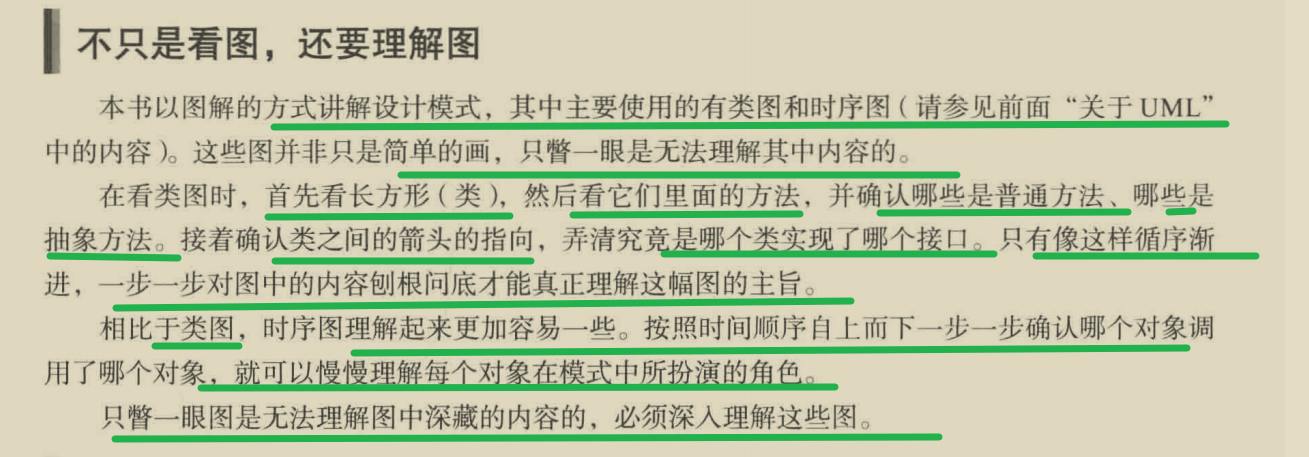 不只是看图，还要理解图
本书以图解的方式讲解设计模式，其中主要使用的有类图和时序图（请参见前面“关于UML”
中的内容）。这些图并非只是简单的画，只瞥一眼是无法理解其中内容的。
在看类图时，首先看长方形（类），然后看它们里面的方法，并确认哪些是普通方法、哪些是
抽象方法。接着确认类之间的箭头的指向，弄清究竟是哪个类实现了哪个接口。只有像这样循序渐
进，一步一步对图中的内容刨根问底才能真正理解这幅图的主旨。
相比于类图，时序图理解起来更加容易一些。按照时间顺序自上而下一步一步确认哪个对象调
用了哪个对象，就可以慢慢理解每个对象在模式中所扮演的角色。
只瞥一眼图是无法理解图中深藏的内容的，必须深入理解这些图。